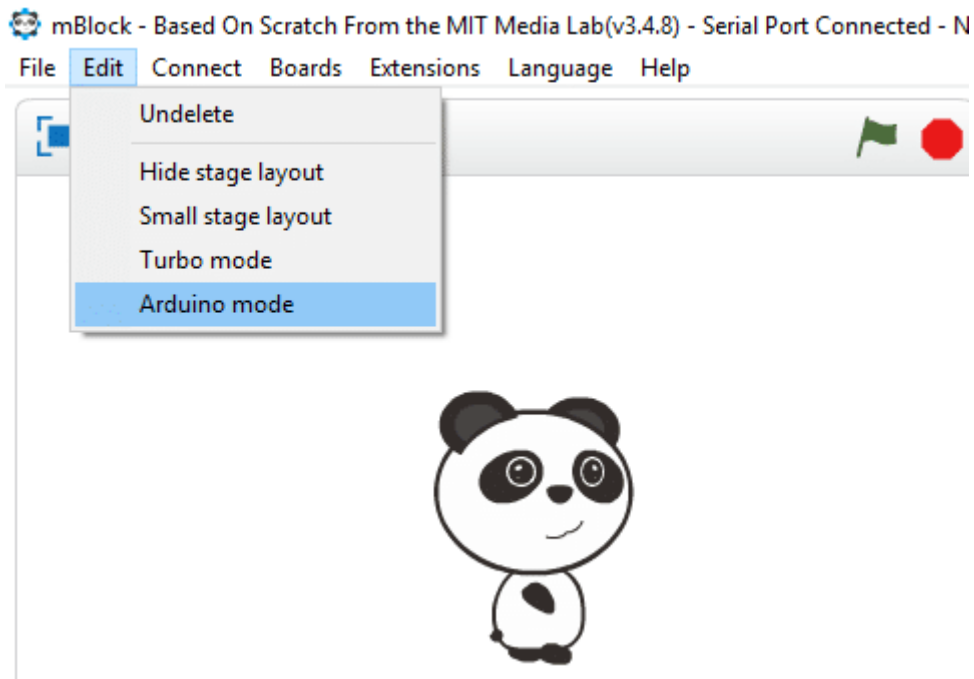 mBlock - Based On Scratch From the MIT Media Lab(v3.4.8) - Serial Port Connected - N
File Edit Connect Boards Extensions Language Help
Undelete
Hide stage layout
Small stage layout
Turbo mode
Arduino mode